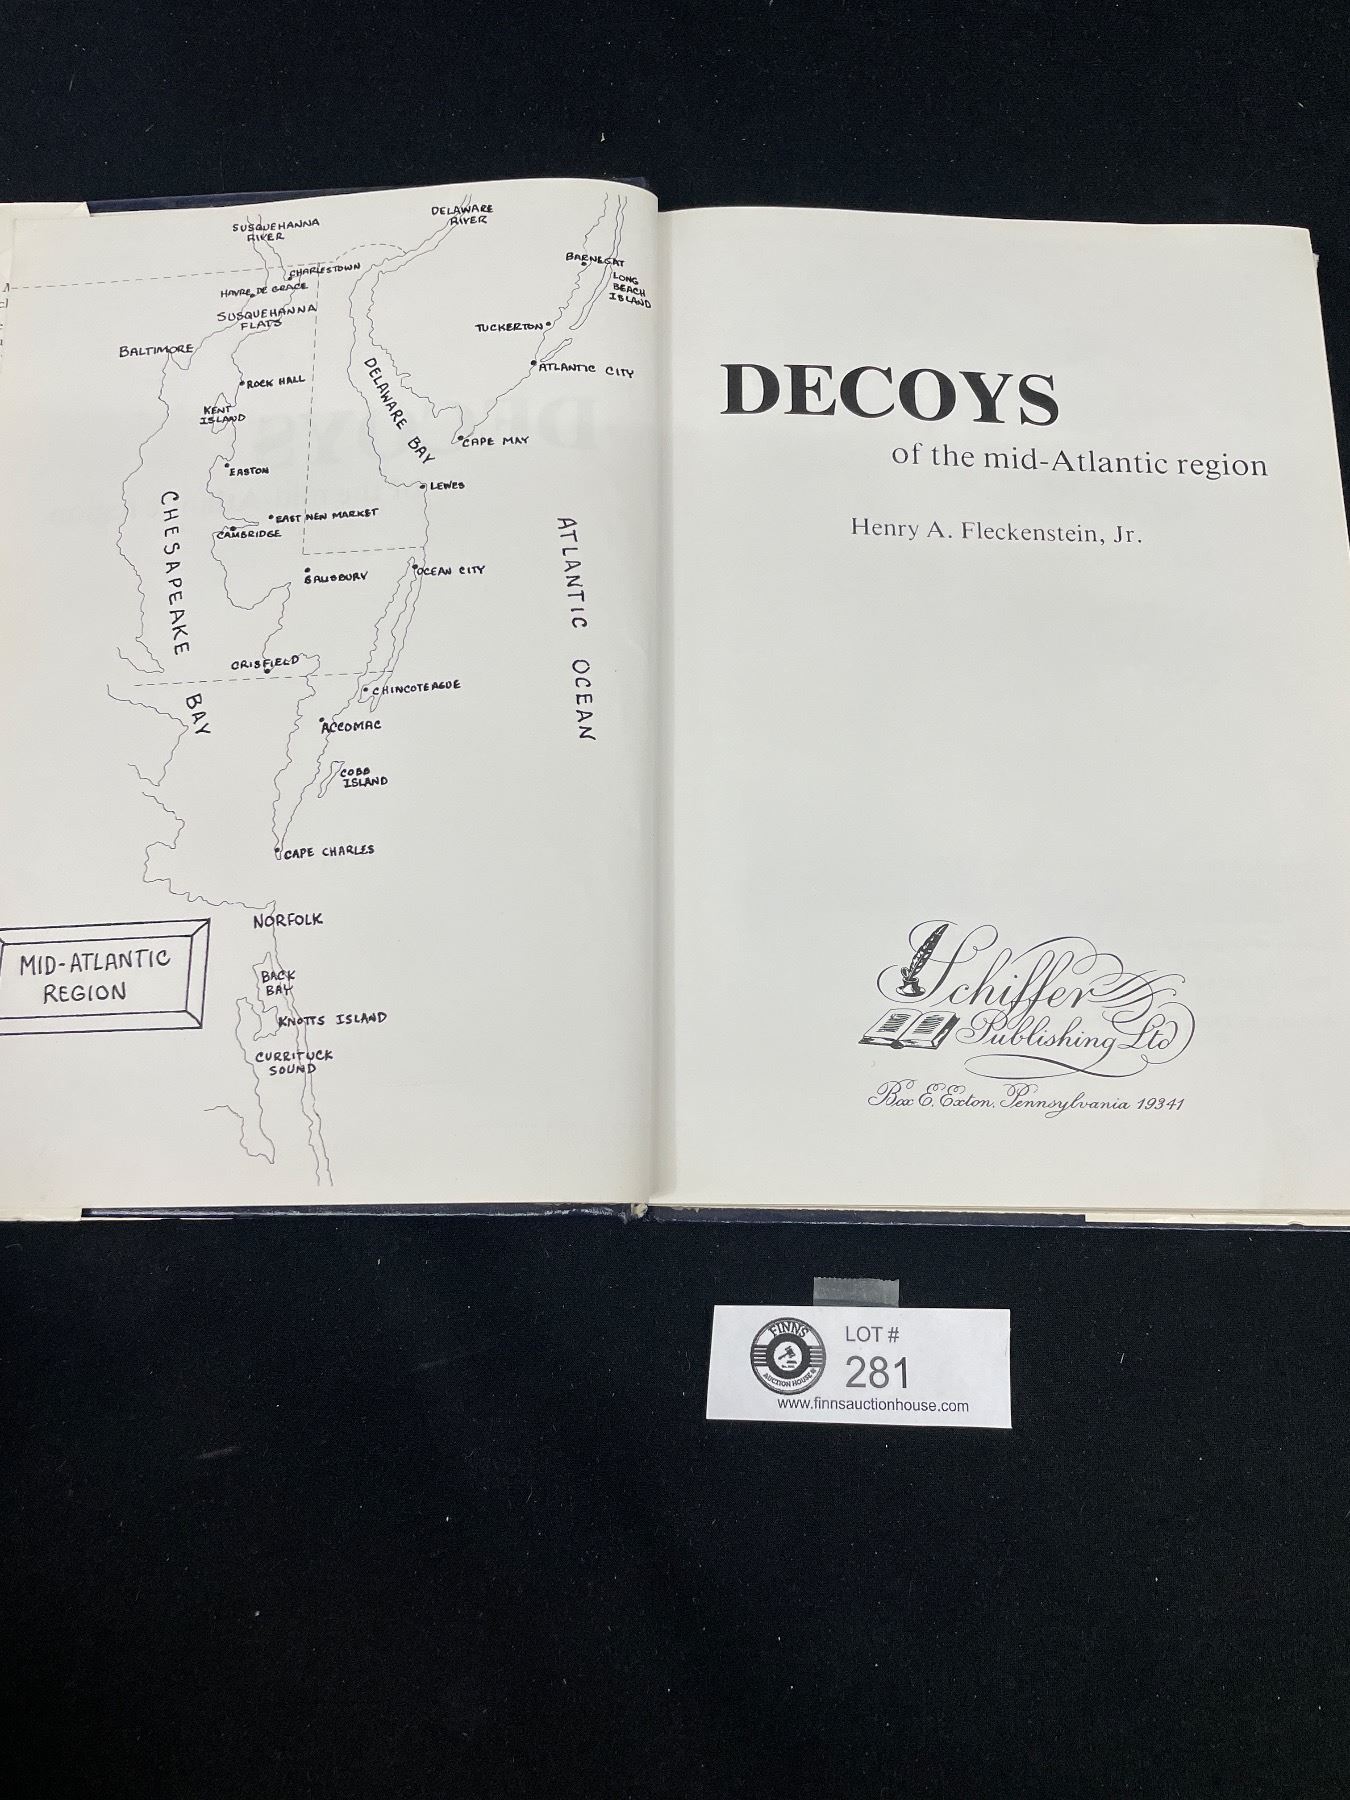 SUSQUEHANNA
RIVER
DELAWARE
RIVER
CHARLESTOWN
HAVRE DE GRACE
SUSQUEHANNA
FLATS
BALTIMORE
ROCK HALL
KENT
ISLAND
EASTON
EAST NEW MARKET
CAMBRIDGE
SALISBURY
CRISFIELD
CHESAPEAKE
BAY
BARNEGAT
LONG
BEACH
ISLAND
TUCKERTON
ATLANTIC CITY
DELAWARE BAY
CAPE MAY
LEWES
OCEAN CITY
ATLANTIC OCEAN
CHINCOTEAGUE
ACCOMAC
COBB
ISLAND
CAPE CHARLES
NORFOLK
BACK
BAY
KNOTTS ISLAND
CURRITUCK
SOUND
MID-ATLANTIC
REGION
DECOYS
of the mid-Atlantic region
Henry A. Fleckenstein, Jr.
Schiffer
Publishing Ltd
Box E, Exton, Pennsylvania 19341
FINNS
AUCTION HOUSE
LOT #
281
www.finnsauctionhouse.com